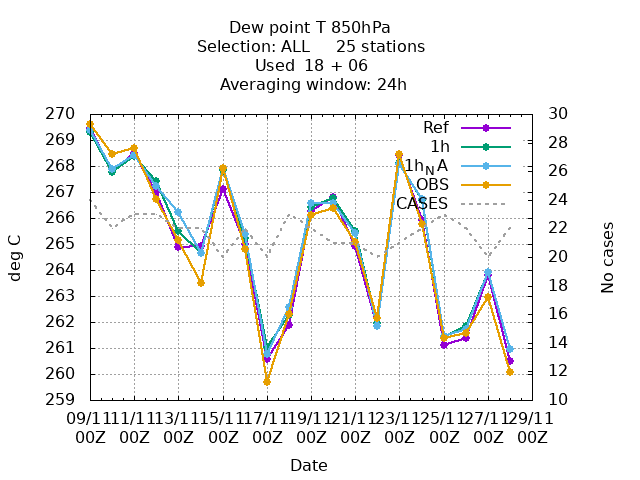 Dew point T 850hPa
Selection: ALL 25 stations
Used 18 + 06
Averaging window: 24h
270
269
268
267
266
265
264
263
262
261
260
259
deg C
30
28
26
24
22
20
18
16
14
12
10
No cases
Ref
1h
1h_N A
OBS
CASES
09/11 11/11 13/11 15/11 17/11 19/11 21/11 23/11 25/11 27/11 29/11
00Z 00Z 00Z 00Z 00Z 00Z 00Z 00Z 00Z 00Z 00Z
Date